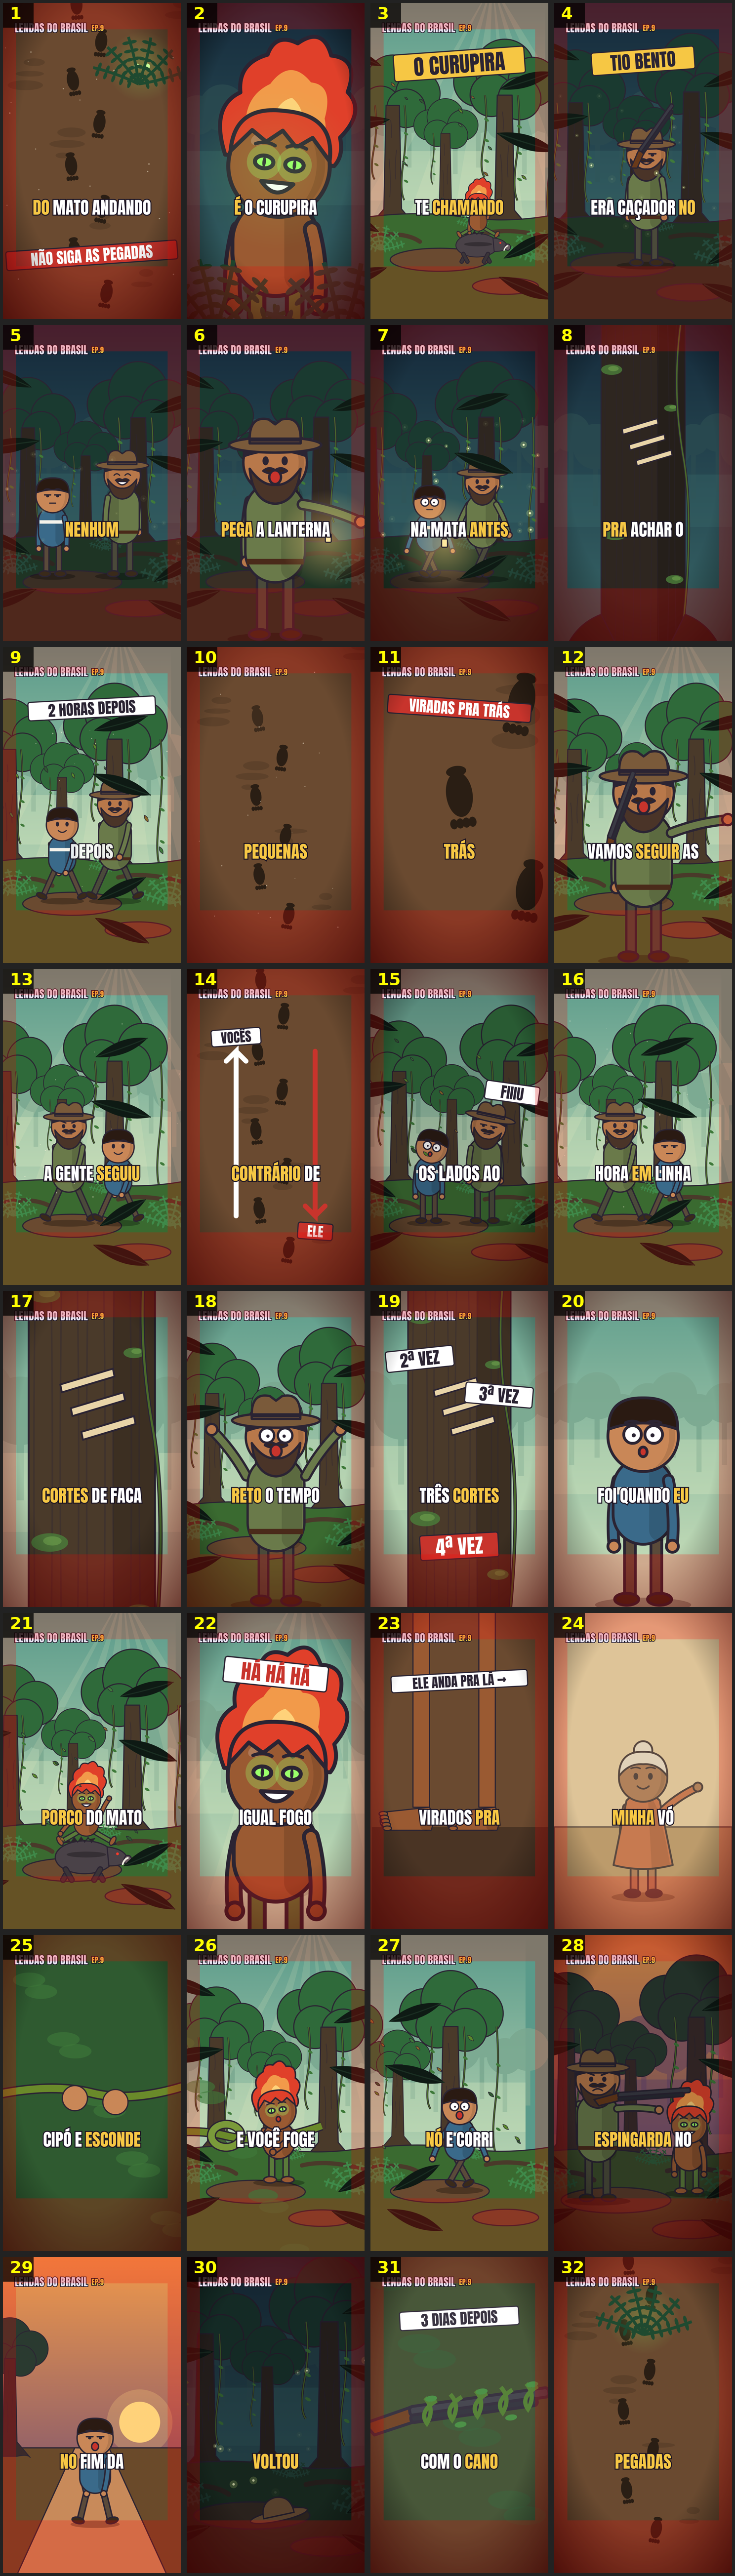 1
LENDAS DO BRASIL EP.9
DO MATO ANDANDO
NÃO SIGA AS PEGADAS
2
LENDAS DO BRASIL EP.9
É O CURUPIRA
3
LENDAS DO BRASIL EP.9
O CURUPIRA
TE CHAMANDO
4
LENDAS DO BRASIL EP.9
TIO BENTO
ERA CAÇADOR NO
5
LENDAS DO BRASIL EP.9
NENHUM
6
LENDAS DO BRASIL EP.9
PEGA A LANTERNA
7
LENDAS DO BRASIL EP.9
NA MATA ANTES
8
LENDAS DO BRASIL EP.9
PRA ACHAR O
9
LENDAS DO BRASIL EP.9
2 HORAS DEPOIS
DEPOIS
10
LENDAS DO BRASIL EP.9
PEQUENAS
11
LENDAS DO BRASIL EP.9
VIRADAS PRA TRÁS
TRÁS
12
LENDAS DO BRASIL EP.9
VAMOS SEGUIR AS
13
LENDAS DO BRASIL EP.9
A GENTE SEGUIU
14
LENDAS DO BRASIL EP.9
VOCÊS
CONTRÁRIO DE
ELE
15
LENDAS DO BRASIL EP.9
FIIIU
OS LADOS AO
16
LENDAS DO BRASIL EP.9
HORA EM LINHA
17
LENDAS DO BRASIL EP.9
CORTES DE FACA
18
LENDAS DO BRASIL EP.9
RETO O TEMPO
19
LENDAS DO BRASIL EP.9
2ª VEZ
3ª VEZ
TRÊS CORTES
4ª VEZ
20
LENDAS DO BRASIL EP.9
FOI QUANDO EU
21
LENDAS DO BRASIL EP.9
PORCO DO MATO
22
LENDAS DO BRASIL EP.9
HÁ HÁ HÁ
IGUAL FOGO
23
LENDAS DO BRASIL EP.9
ELE ANDA PRA LÁ →
VIRADOS PRA
24
LENDAS DO BRASIL EP.9
MINHA VÓ
25
LENDAS DO BRASIL EP.9
CIPÓ E ESCONDE
26
LENDAS DO BRASIL EP.9
E VOCÊ FOGE
27
LENDAS DO BRASIL EP.9
NÓ E CORRI
28
LENDAS DO BRASIL EP.9
ESPINGARDA NO
29
LENDAS DO BRASIL EP.9
NO FIM DA
30
LENDAS DO BRASIL EP.9
VOLTOU
31
LENDAS DO BRASIL EP.9
3 DIAS DEPOIS
COM O CANO
32
LENDAS DO BRASIL EP.9
PEGADAS